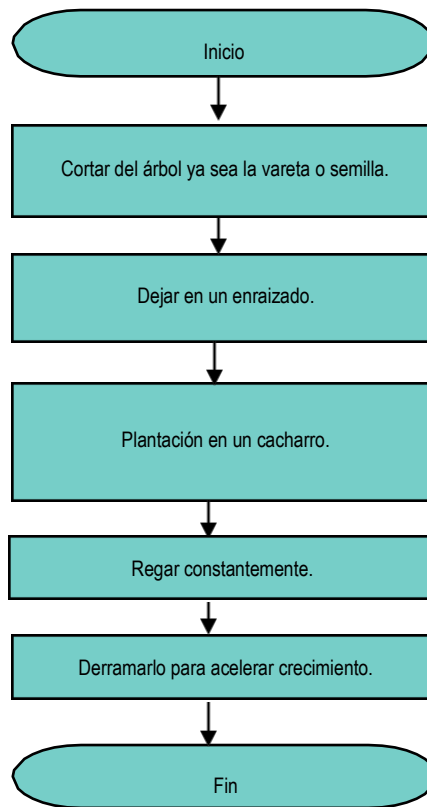 Inicio
Cortar del árbol ya sea la vareta o semilla.
Dejar en un enraizado.
Plantación en un cacharro.
Regar constantemente.
Derramarlo para acelerar crecimiento.
Fin